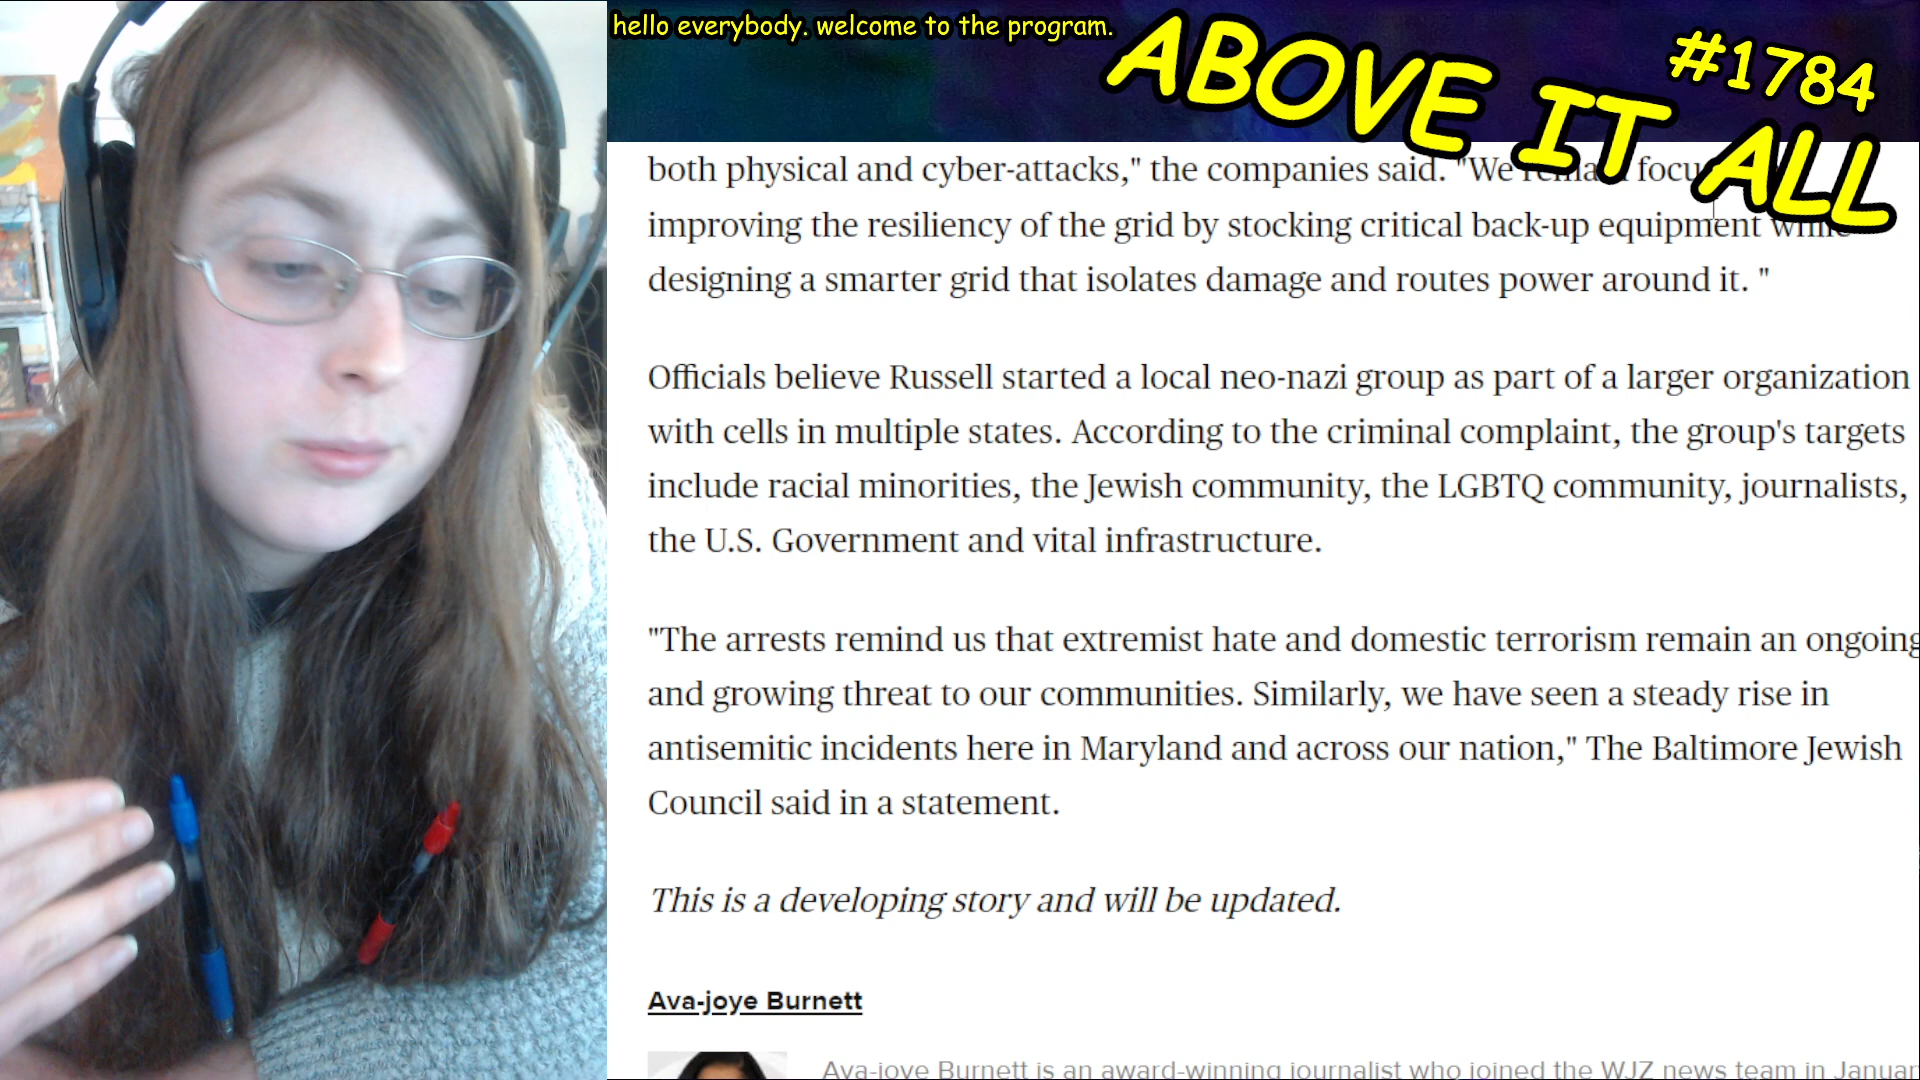 hello everybody. welcome to the program.
#1784
ABOVE IT ALL
both physical and cyber-attacks," the companies said. "We remain
improving the resiliency of the grid by stocking critical back-up equipment while
designing a smarter grid that isolates damage and routes power around it. "
Officials believe Russell started a local neo-nazi group as part of a larger organization
with cells in multiple states. According to the criminal complaint, the group's targets
include racial minorities, the Jewish community, the LGBTQ community, journalists,
the U.S. Government and vital infrastructure.
"The arrests remind us that extremist hate and domestic terrorism remain an ongoing
and growing threat to our communities. Similarly, we have seen a steady rise in
antisemitic incidents here in Maryland and across our nation," The Baltimore Jewish
Council said in a statement.
This is a developing story and will be updated.
Ava-joye Burnett
Ava-joye Burnett is an award-winning journalist who joined the WJZ news team in